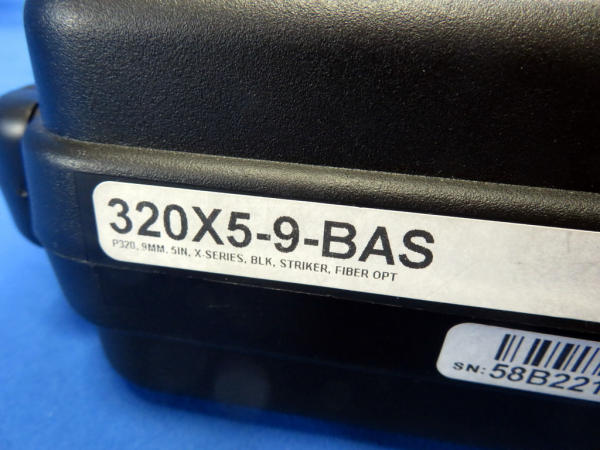 320X5-9-BAS
P320, 9MM, 5IN, X-SERIES, BLK, STRIKER, FIBER OPT
SN: 58B221